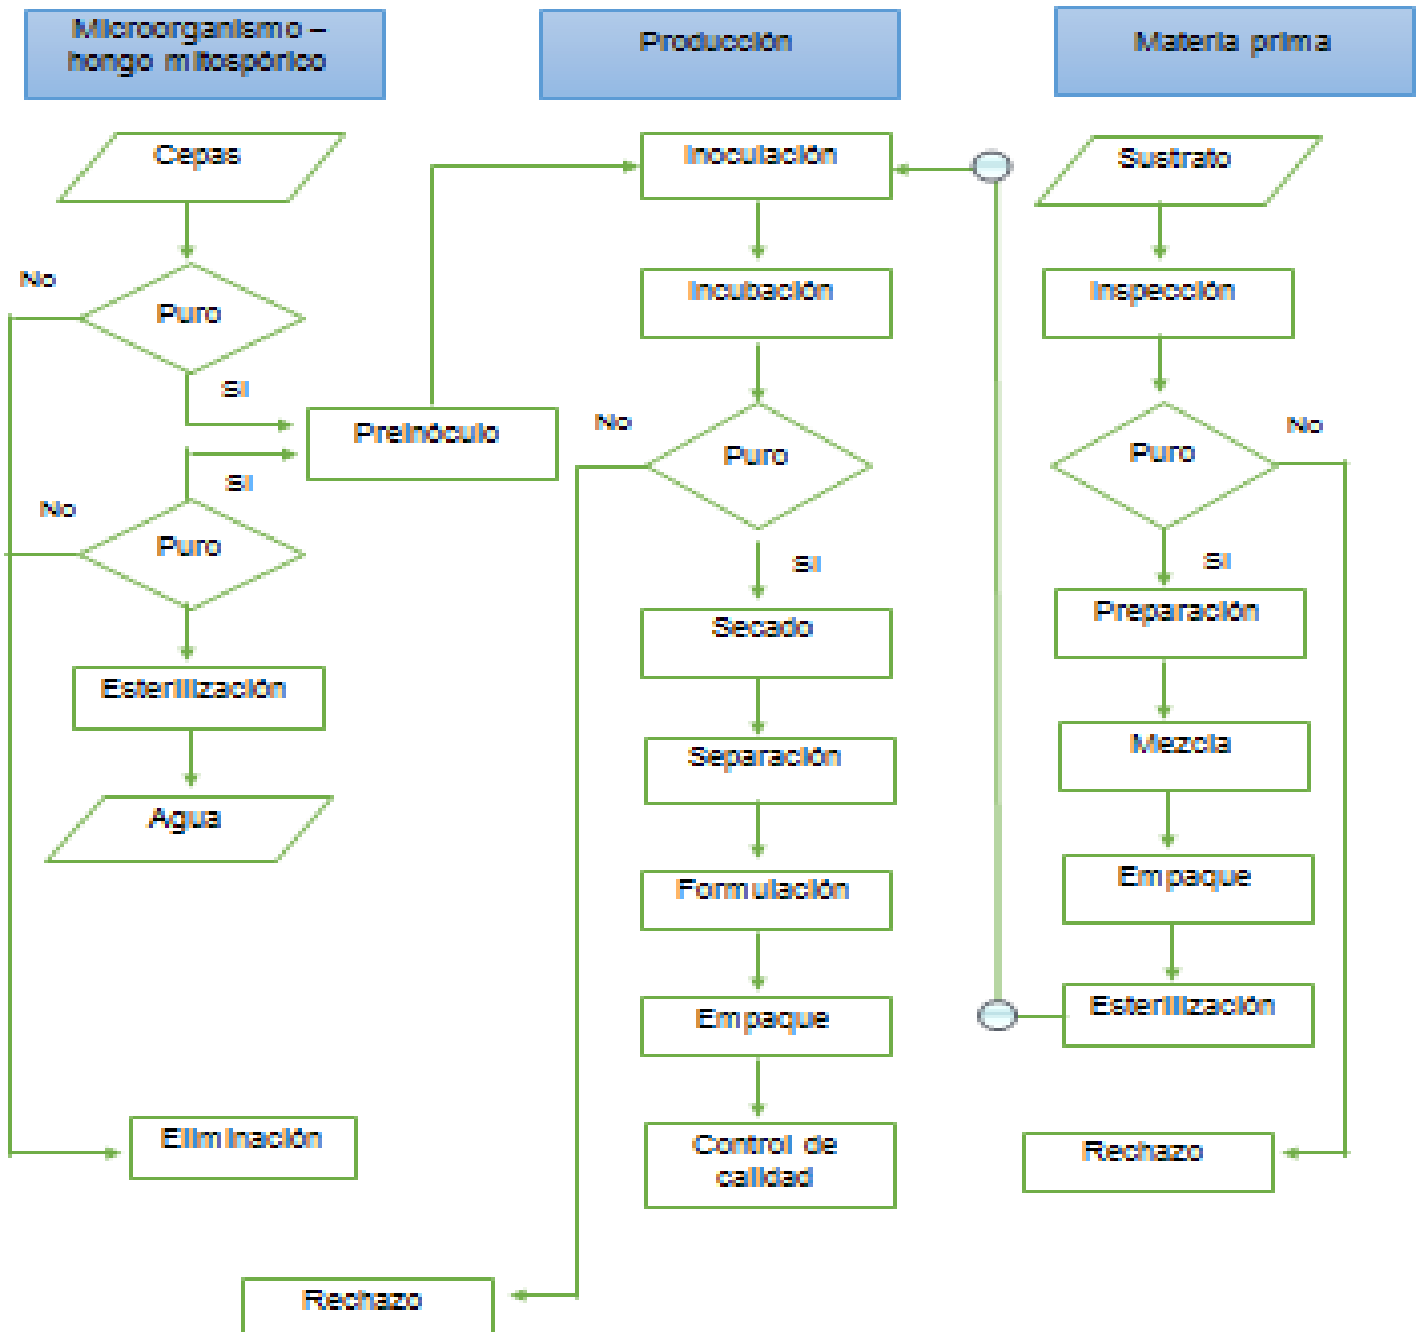 Microorganismo –
hongo mitospórico
Producción
Materia prima
Cepas
No
Puro
Si
Preinóculo
Si
No
Puro
Esterilización
Agua
Eliminación
Inoculación
Incubación
No
Puro
Si
Secado
Separación
Formulación
Empaque
Control de
calidad
Rechazo
Sustrato
Inspección
Puro
No
Si
Preparación
Mezcla
Empaque
Esterilización
Rechazo